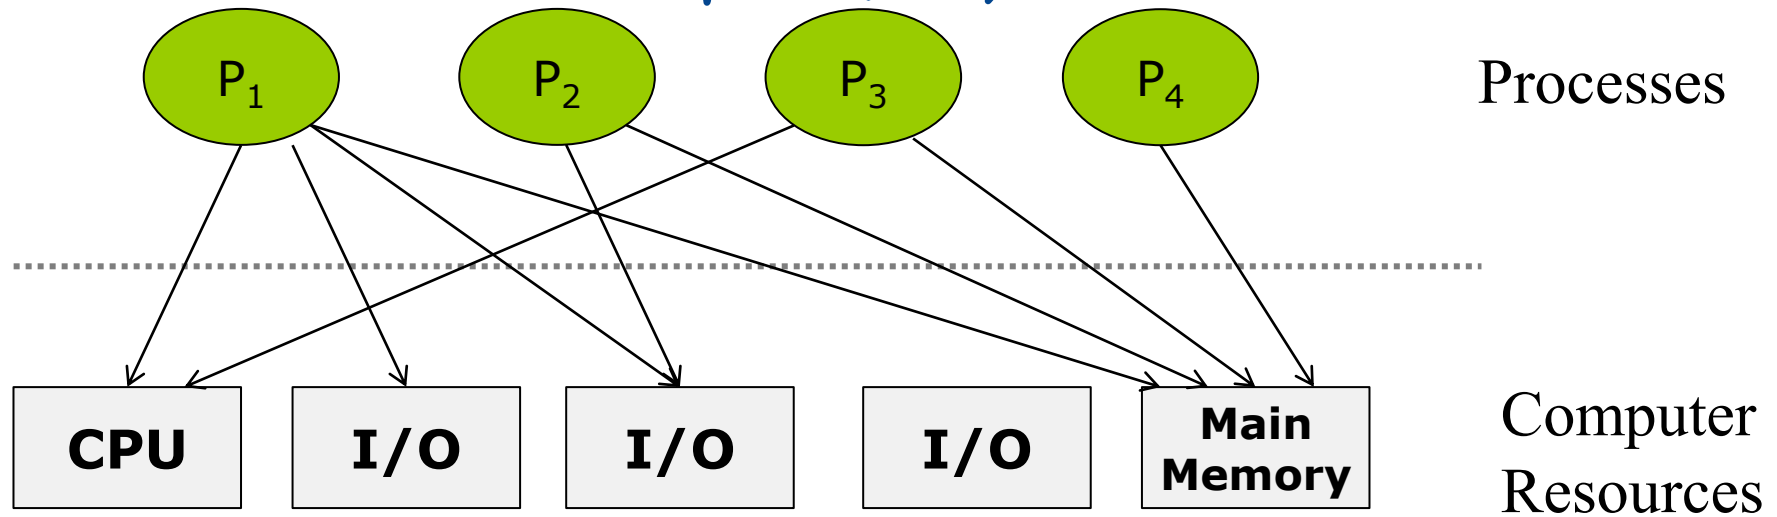 P₁ P₂ P₃ P₄ Processes
CPU I/O I/O I/O Main Memory
Computer
Resources